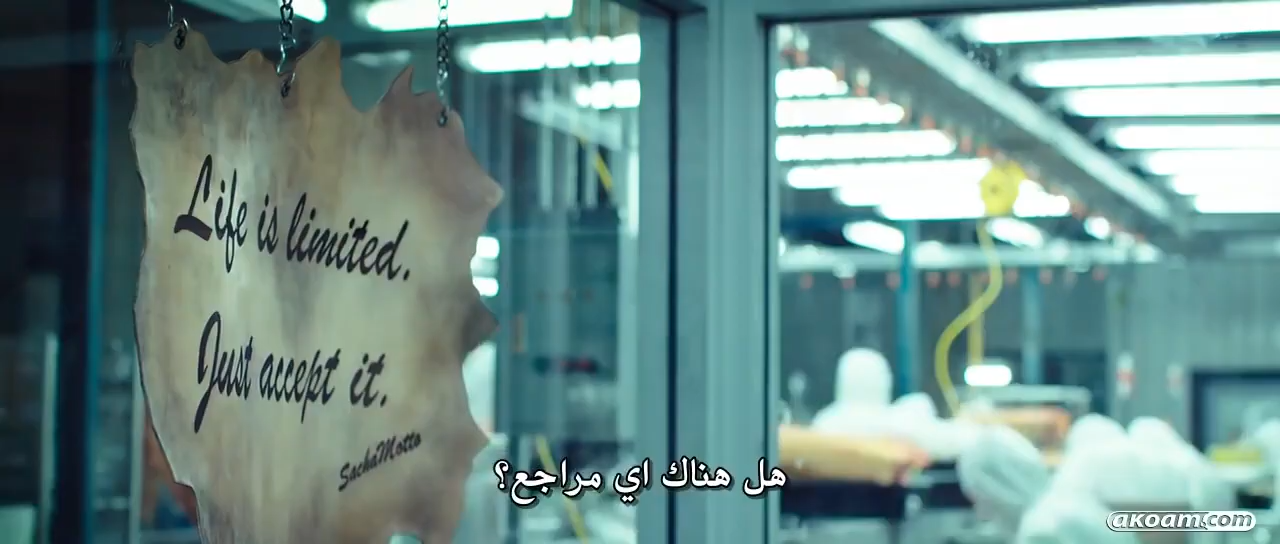 Life is limited.
Just accept it.
SachaMotto
هل هناك اي مراجع؟
akoam.com